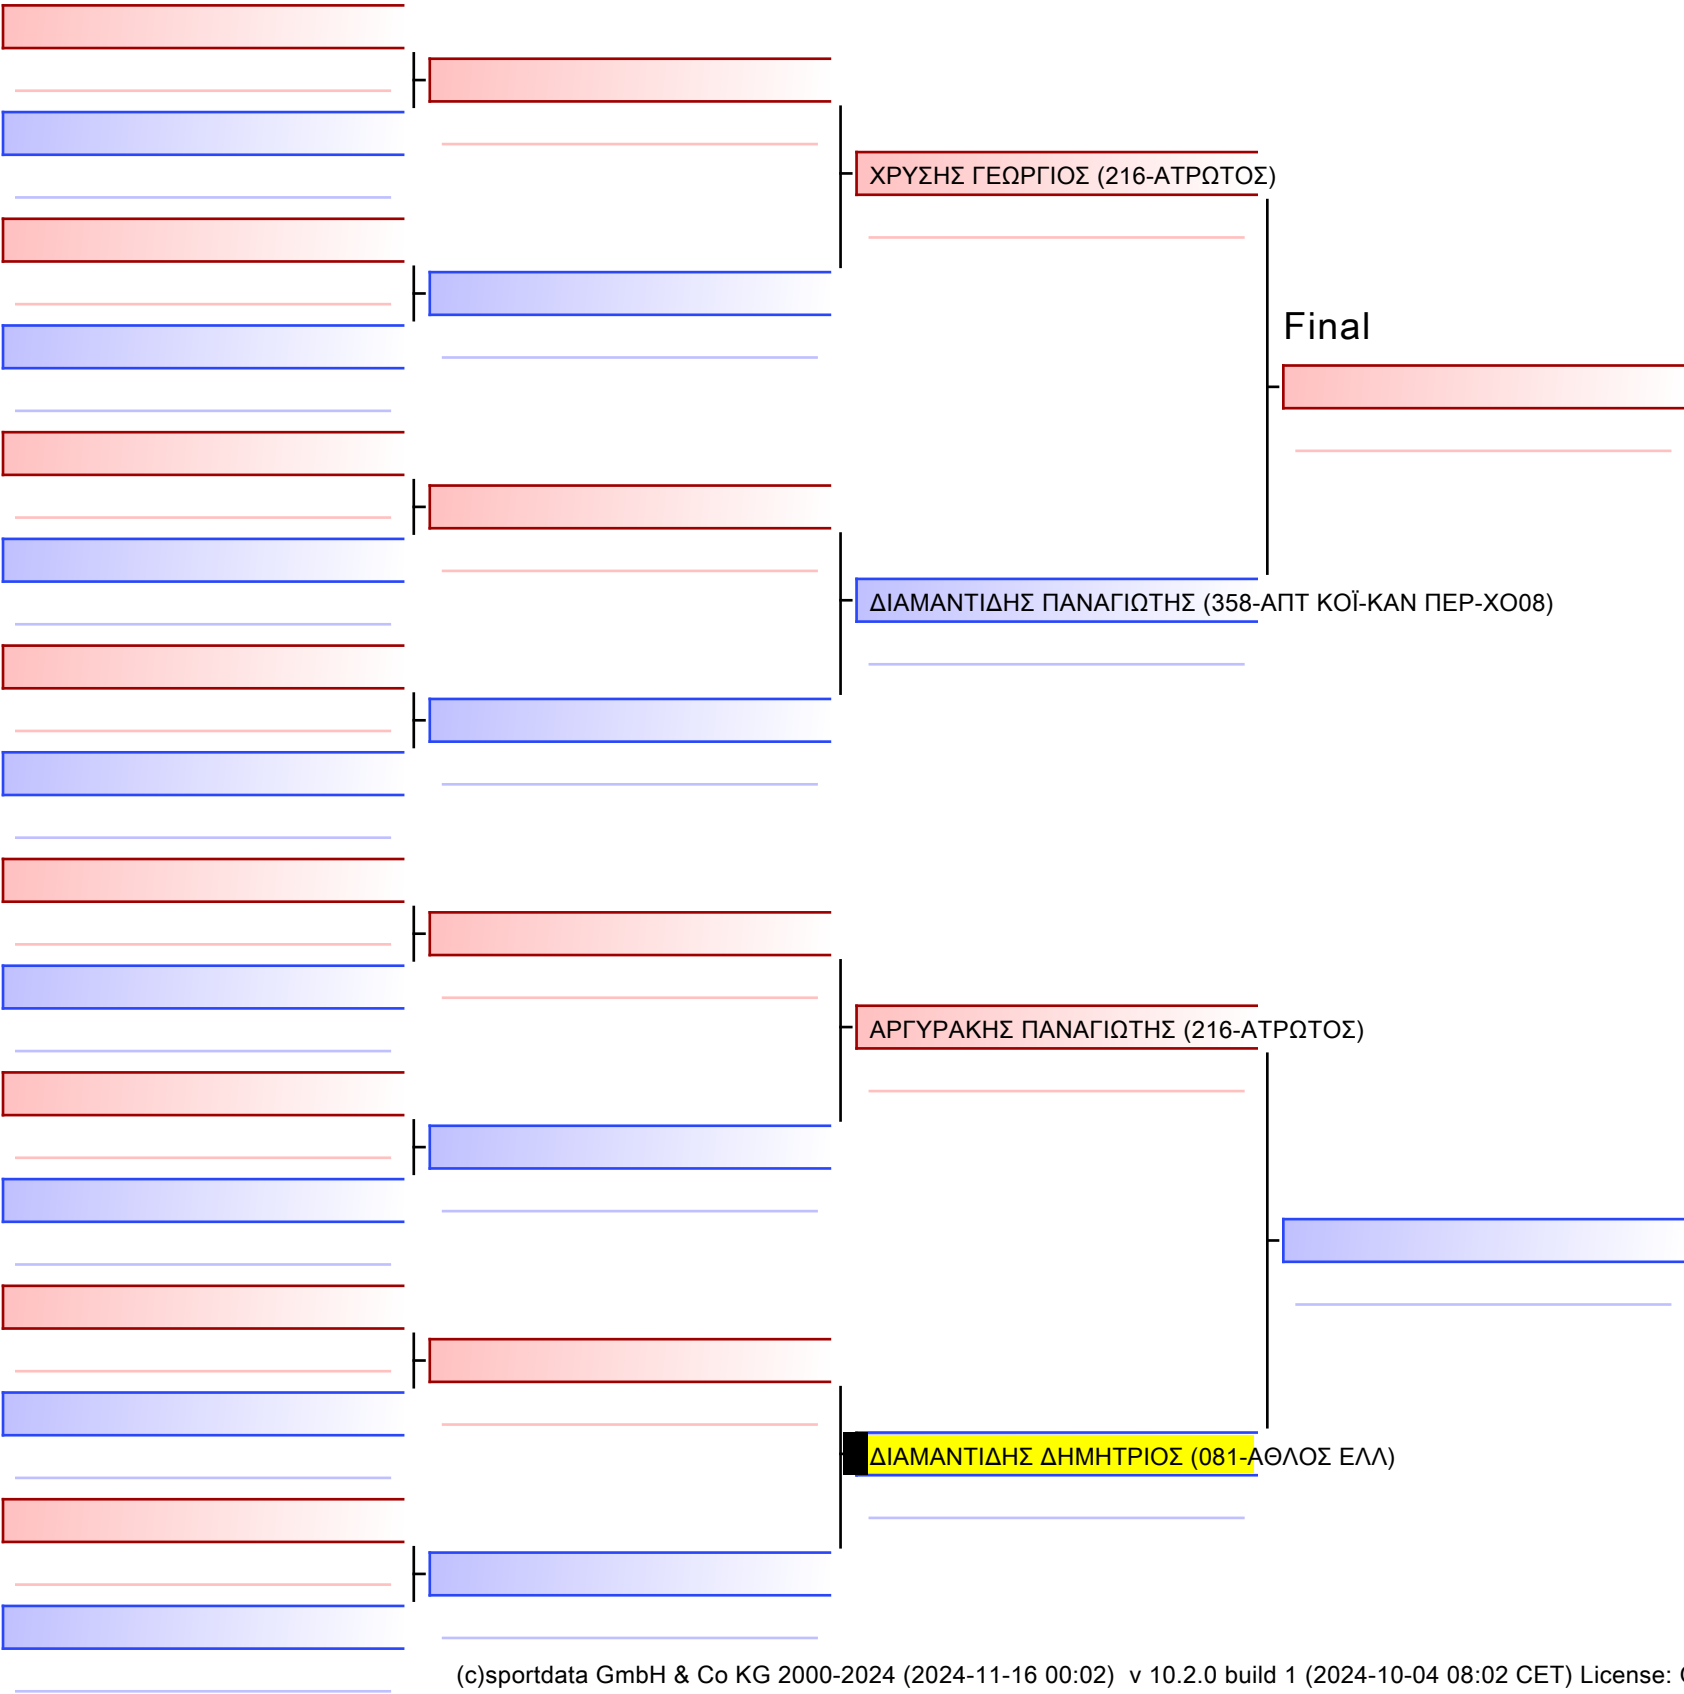 ΧΡΥΣΗΣ ΓΕΩΡΓΙΟΣ (216-ΑΤΡΩΤΟΣ)
Final
ΔΙΑΜΑΝΤΙΔΗΣ ΠΑΝΑΓΙΩΤΗΣ (358-ΑΠΤ ΚΟΪ-ΚΑΝ ΠΕΡ-ΧΟ08)
ΑΡΓΥΡΑΚΗΣ ΠΑΝΑΓΙΩΤΗΣ (216-ΑΤΡΩΤΟΣ)
ΔΙΑΜΑΝΤΙΔΗΣ ΔΗΜΗΤΡΙΟΣ (081-ΑΘΛΟΣ ΕΛΛ)
(c)sportdata GmbH & Co KG 2000-2024 (2024-11-16 00:02)  v 10.2.0 build 1 (2024-10-04 08:02 CET) License: